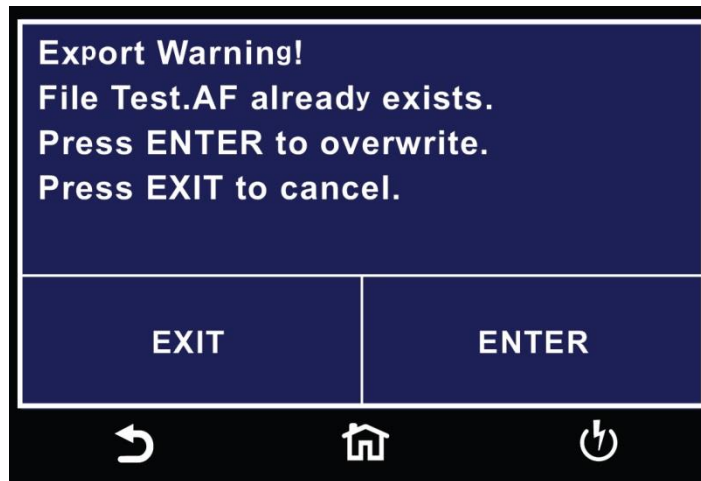 Export Warning!
File Test.AF already exists.
Press ENTER to overwrite.
Press EXIT to cancel.
EXIT
ENTER